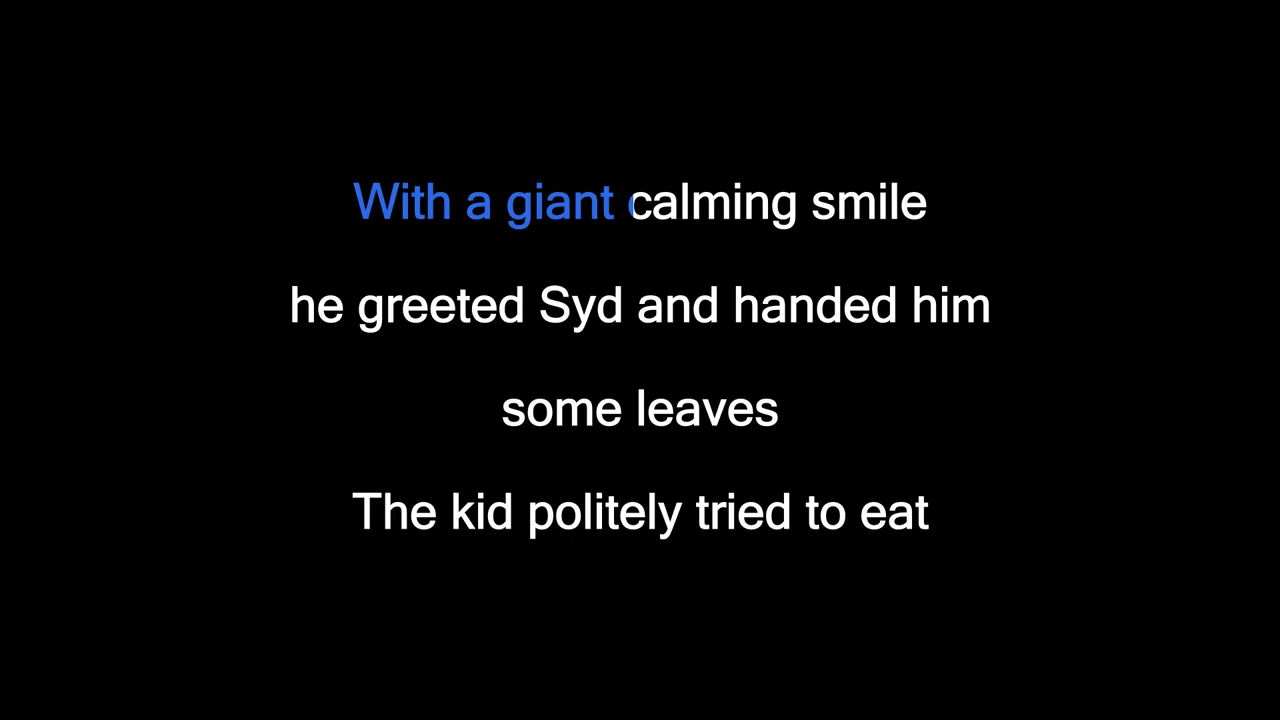 With a giant calming smile
he greeted Syd and handed him
some leaves
The kid politely tried to eat